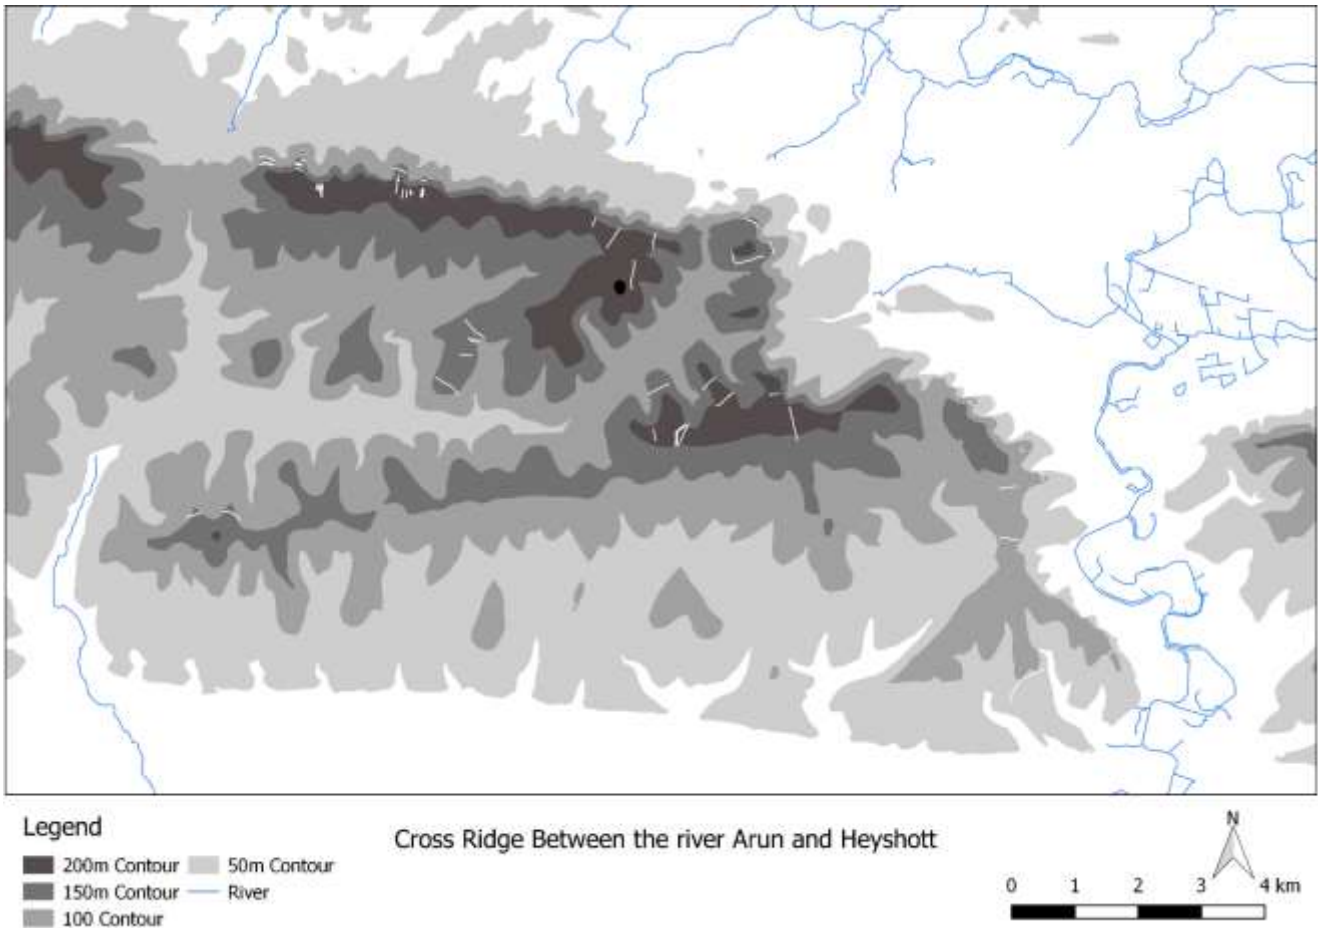 Legend
Cross Ridge Between the river Arun and Heyshott
N
200m Contour
50m Contour
150m Contour
River
100 Contour
0 1 2 3 4 km